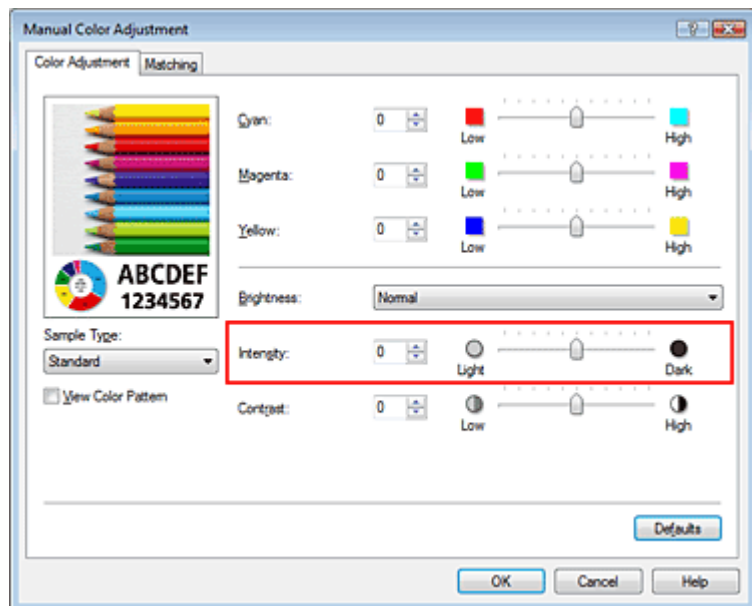 Manual Color Adjustment
Color Adjustment
Matching
Cyan: 0
Low High
Magenta: 0
Low High
Yellow: 0
Low High
ABCDEF
1234567
Brightness: Normal
Sample Type:
Standard
Intensity: 0
Light Dark
View Color Pattern
Contrast: 0
Low High
Defaults
OK Cancel Help